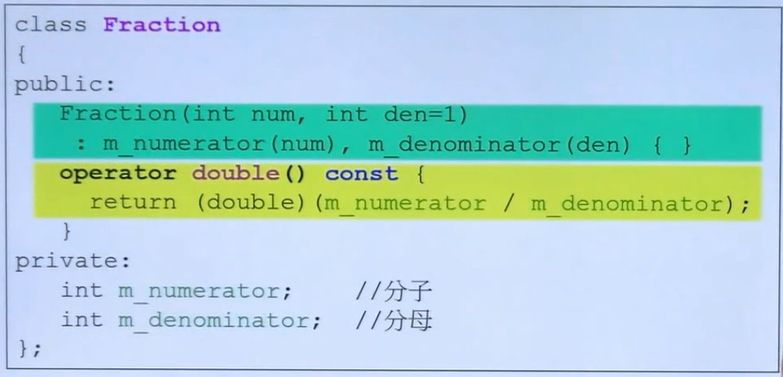 class Fraction
{
public:
Fraction(int num, int den=1)
: m_numerator(num), m_denominator(den) { }
operator double() const {
return (double)(m_numerator / m_denominator);
}
private:
int m_numerator; //分子
int m_denominator; //分母
};